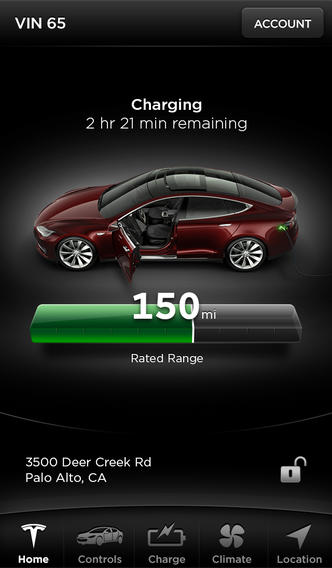 VIN 65
ACCOUNT
Charging
2 hr 21 min remaining
150 mi
Rated Range
3500 Deer Creek Rd
Palo Alto, CA
Home
Controls
Charge
Climate
Location